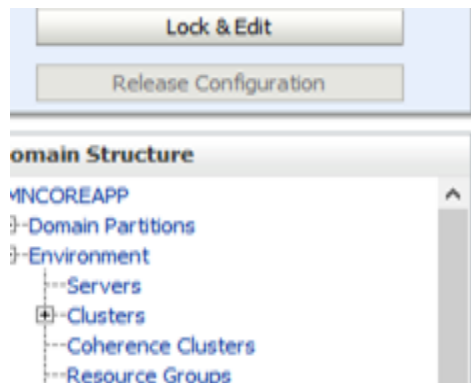 Lock & Edit
Release Configuration
omain Structure
MNCOREAPP
Domain Partitions
Environment
Servers
Clusters
Coherence Clusters
Resource Groups